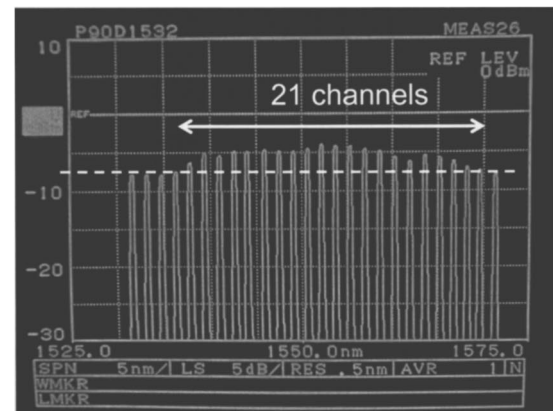 P90D1532 MEAS26
10
REF LEV
0dBm
21 channels
REF
-10
-20
-30
1525.0 1550.0nm 1575.0
SPN 5nm/ LS 5dB/ RES .5nm AVR 1 N
WMKR
LMKR